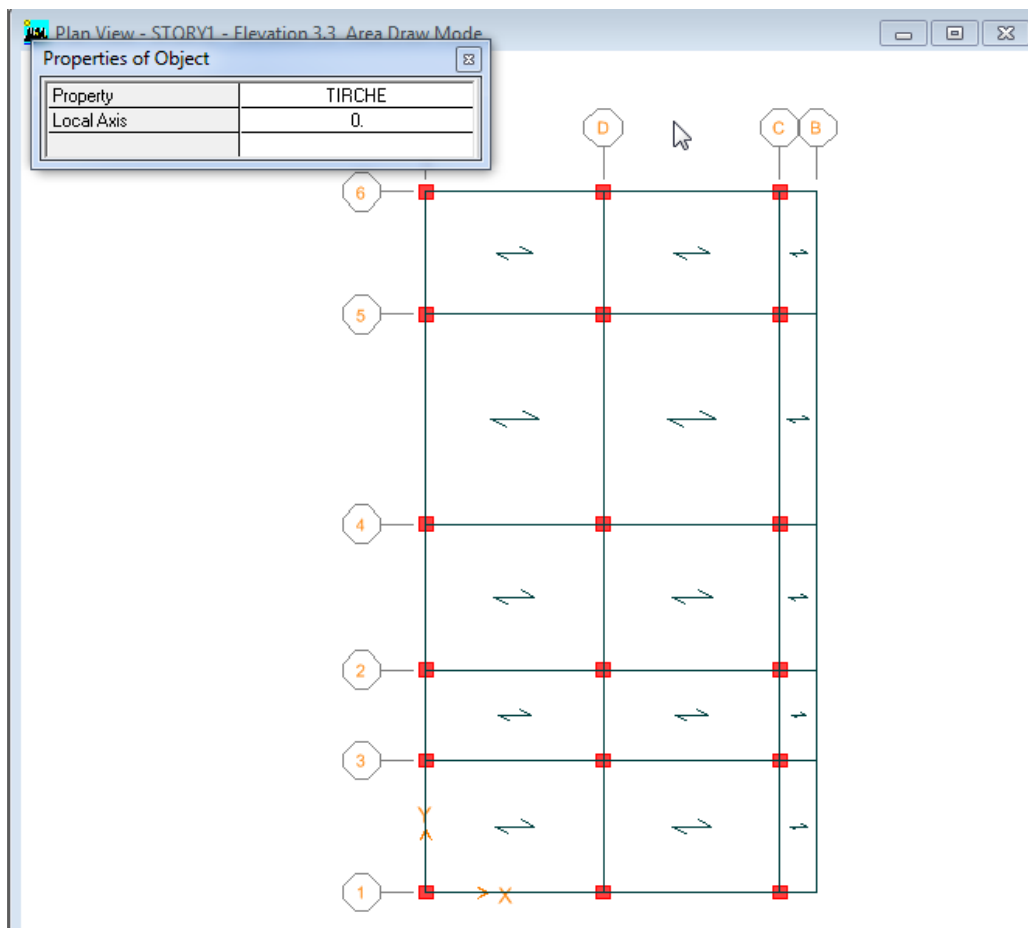 Plan View - STORY1 - Elevation 3.3 Area Draw Mode
Properties of Object
Property TIRCHE
Local Axis 0.
D C B
6
5
4
2
3
Y
1
X